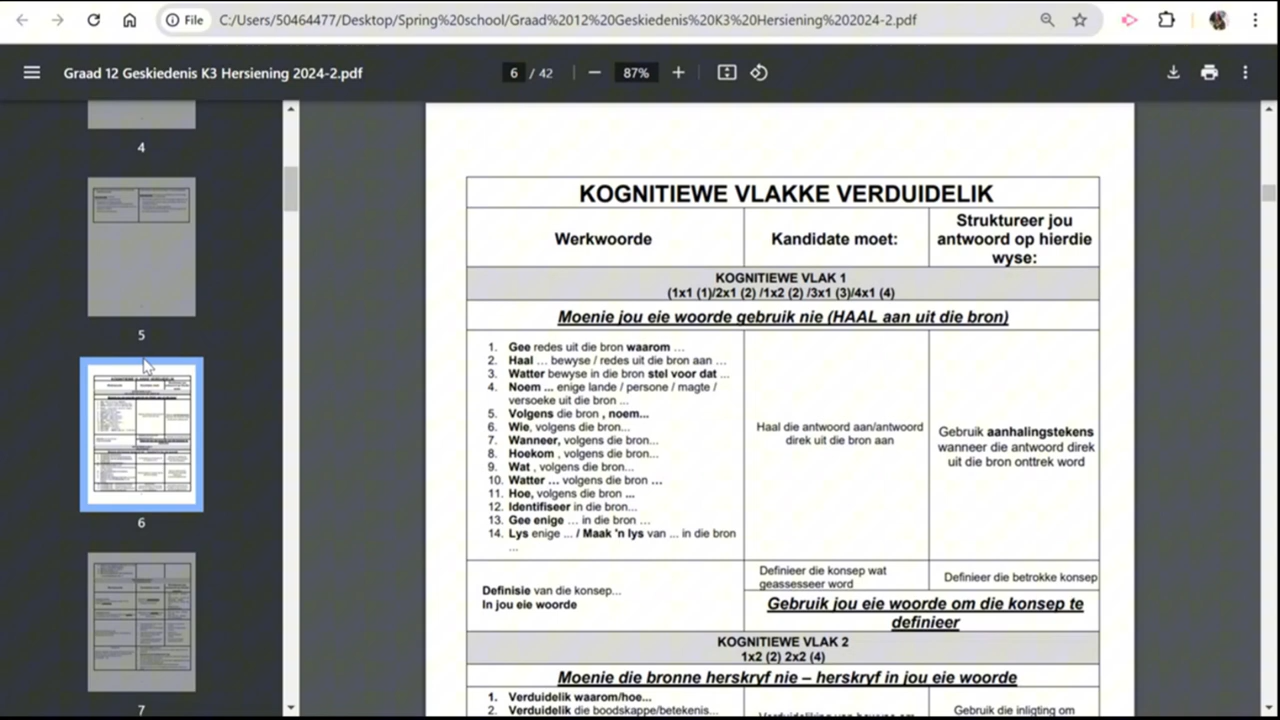 File C:/Users/50464477/Desktop/Spring%20school/Graad%2012%20Geskiedenis%20K3%20Hersiening%202024-2.pdf
Graad 12 Geskiedenis K3 Hersiening 2024-2.pdf
6 / 42
87%
4
5
6
7
KOGNITIEWE VLAKKE VERDUIDELIK
Werkwoorde
Kandidate moet:
Struktureer jou
antwoord op hierdie
wyse:
KOGNITIEWE VLAK 1
(1x1 (1)/2x1 (2) /1x2 (2) /3x1 (3)/4x1 (4)
Moenie jou eie woorde gebruik nie (HAAL aan uit die bron)
1. Gee redes uit die bron waarom …
2. Haal … bewyse / redes uit die bron aan …
3. Watter bewyse in die bron stel voor dat …
4. Noem ... enige lande / persone / magte /
versoeke uit die bron ...
5. Volgens die bron , noem...
6. Wie, volgens die bron...
7. Wanneer, volgens die bron...
8. Hoekom , volgens die bron...
9. Wat , volgens die bron...
10. Watter ... volgens die bron ...
11. Hoe, volgens die bron ...
12. Identifiseer in die bron...
13. Gee enige … in die bron …
14. Lys enige ... / Maak 'n lys van ... in die bron
...
Haal die antwoord aan/antwoord
direk uit die bron aan
Gebruik aanhalingstekens
wanneer die antwoord direk
uit die bron onttrek word
Definisie van die konsep...
In jou eie woorde
Definieer die konsep wat
geassesseer word
Definieer die betrokke konsep
Gebruik jou eie woorde om die konsep te
definieer
KOGNITIEWE VLAK 2
1x2 (2) 2x2 (4)
Moenie die bronne herskryf nie – herskryf in jou eie woorde
1. Verduidelik waarom/hoe...
2. Verduidelik die boodskappe/betekenis...
Gebruik die inligting om